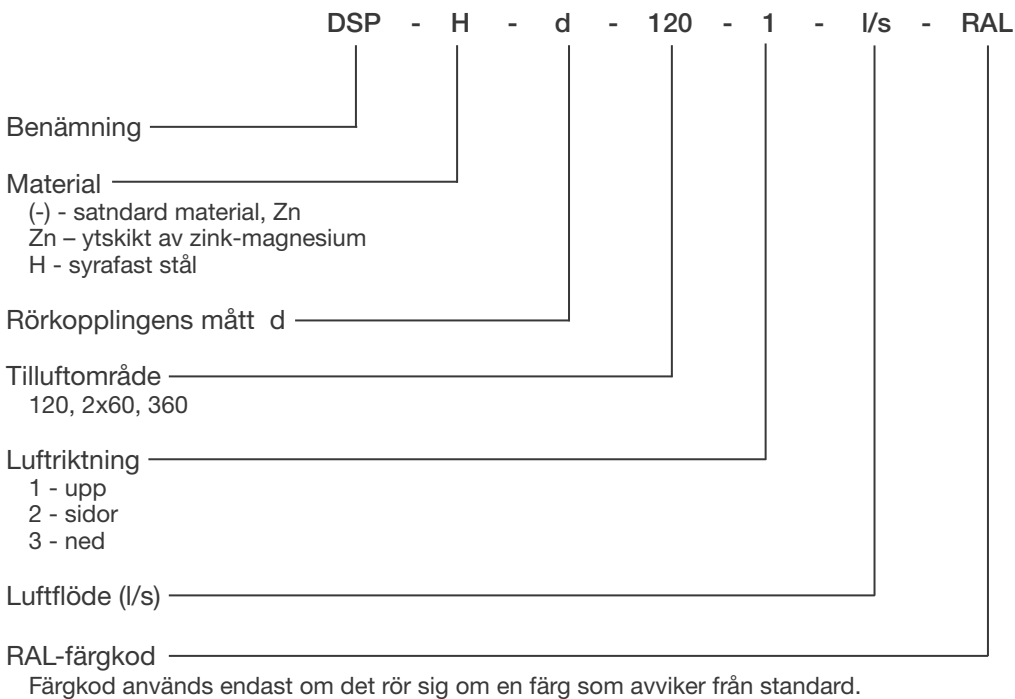 DSP - H - d - 120 - 1 - l/s - RAL
Benämning
Material
(-) - satndard material, Zn
Zn – ytskikt av zink-magnesium
H - syrafast stål
Rörkopplingens mått d
Tilluftområde
120, 2x60, 360
Luftriktning
1 - upp
2 - sidor
3 - ned
Luftflöde (l/s)
RAL-färgkod
Färgkod används endast om det rör sig om en färg som avviker från standard.